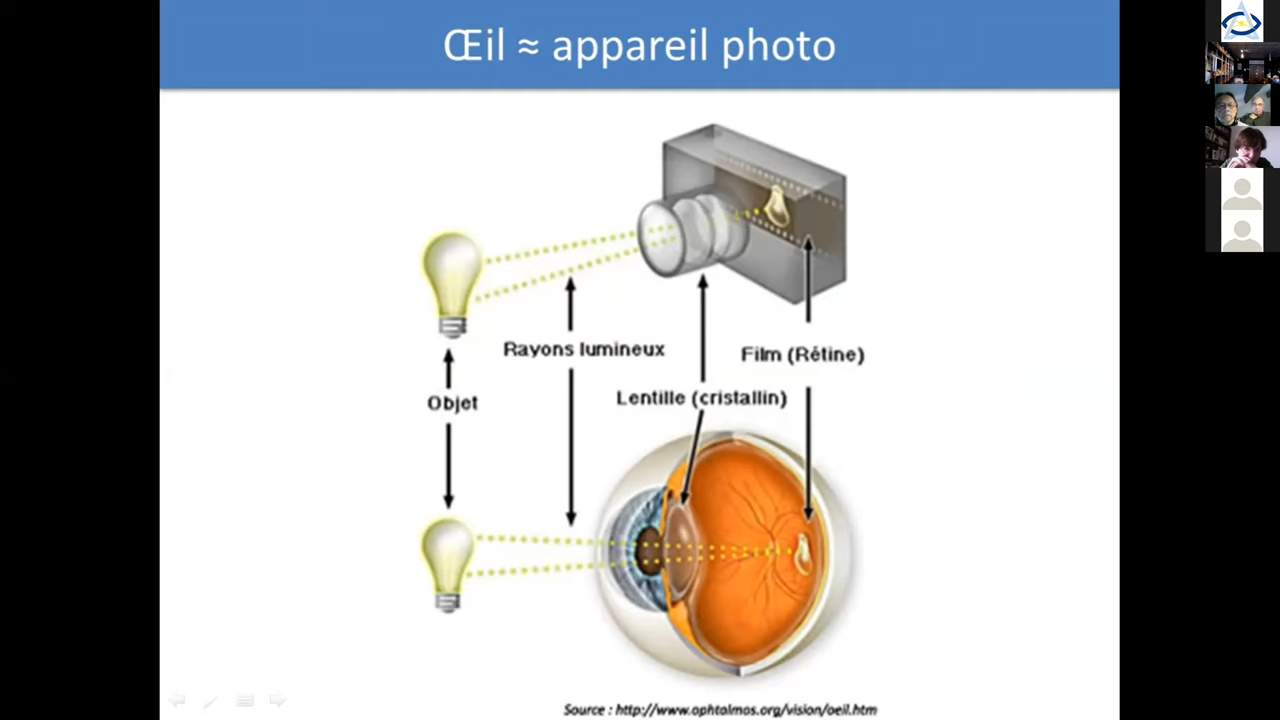 Œil ≈ appareil photo
Rayons lumineux
Film (Rétine)
Lentille (cristallin)
Objet
Source : http://www.ophtalmos.org/vision/oeil.htm